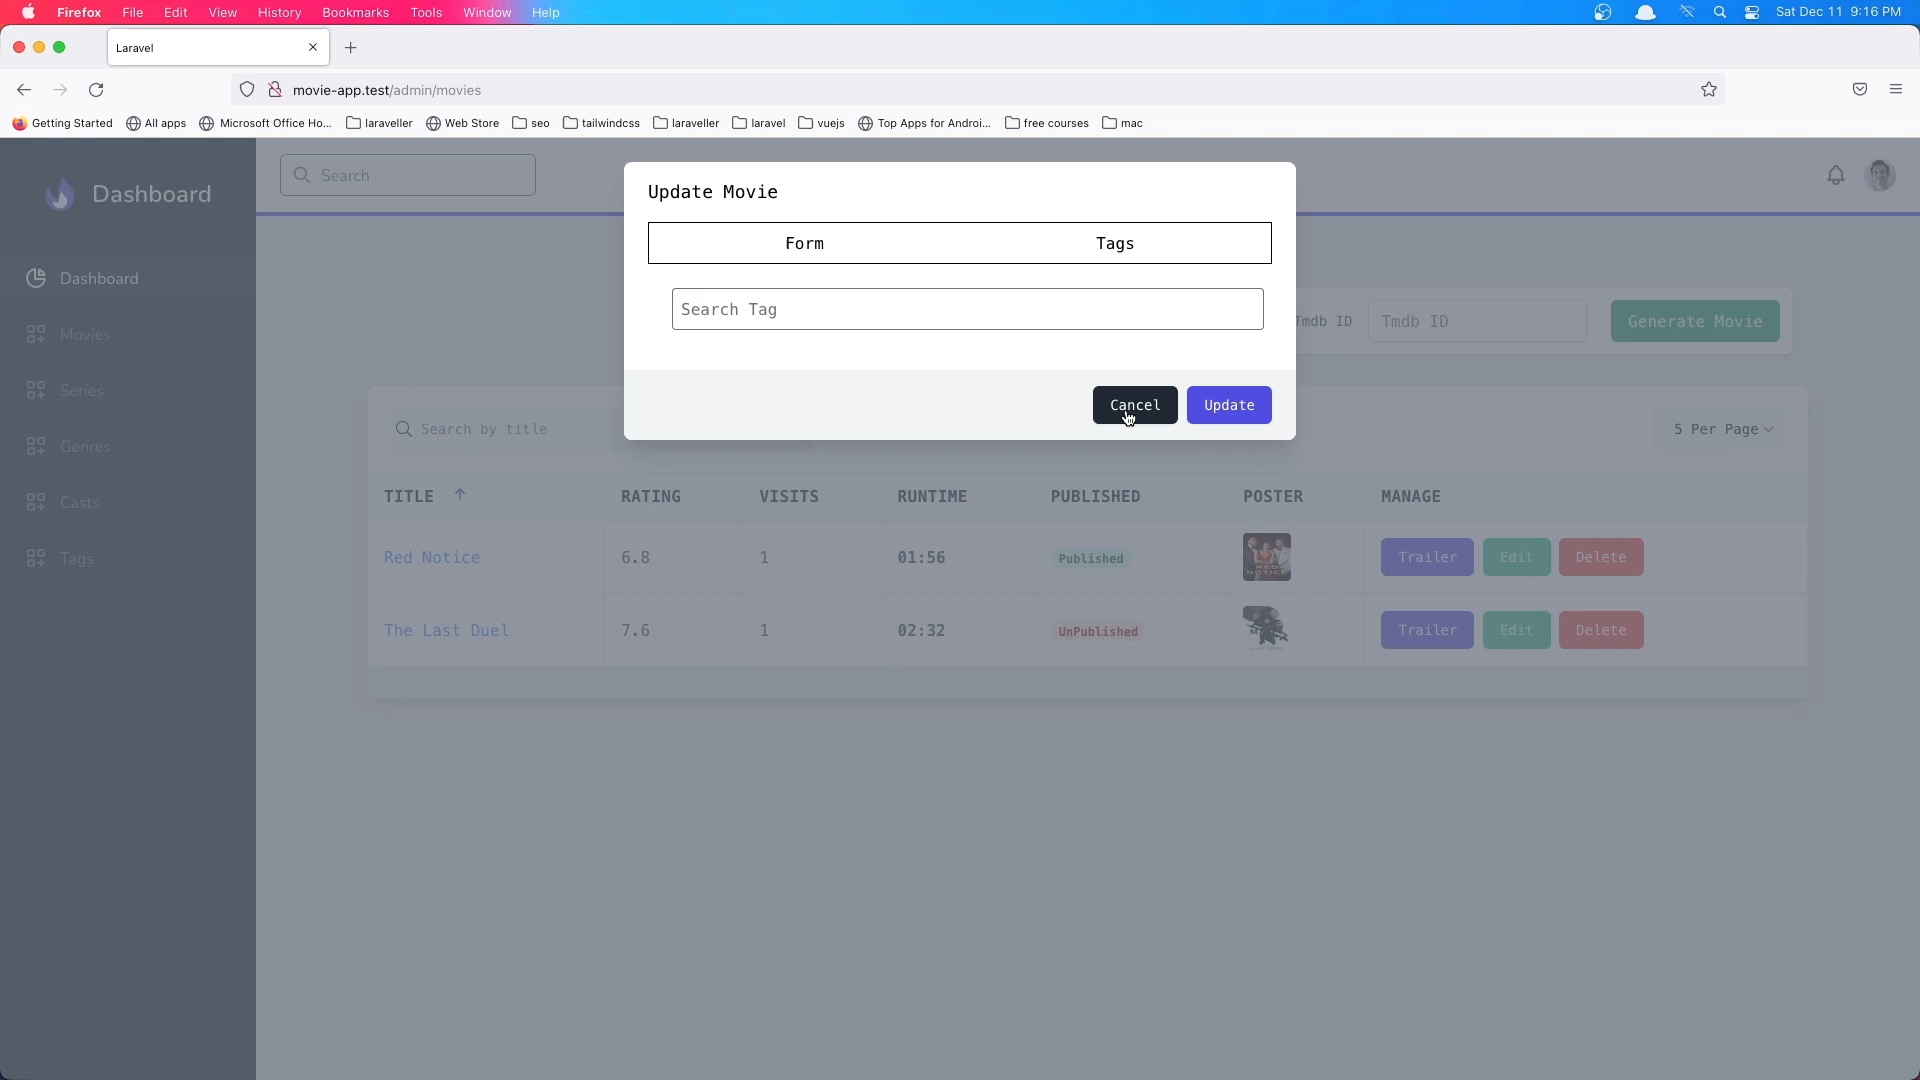 Firefox File Edit View History Bookmarks Tools Window Help Sat Dec 11 9:16 PM
Laravel
movie-app.test/admin/movies
Getting Started All apps Microsoft Office Ho... laraveller Web Store seo tailwindcss laraveller laravel vuejs Top Apps for Androi... free courses mac
Dashboard
Search
Update Movie
Form Tags
Search Tag
Cancel Update
Tmdb ID Tmdb ID Generate Movie
Dashboard
Movies
Series
Genres
Casts
Tags
Search by title 5 Per Page
TITLE RATING VISITS RUNTIME PUBLISHED POSTER MANAGE
Red Notice 6.8 1 01:56 Published RED NOTICE Trailer Edit Delete
The Last Duel 7.6 1 02:32 UnPublished Trailer Edit Delete